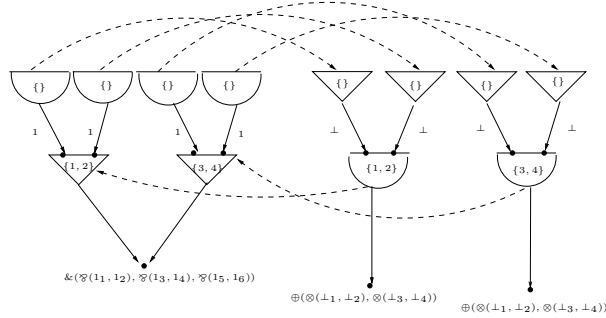 {} {} {} {} {} {} {} {}
1 1 1 1 ⊥ ⊥ ⊥ ⊥
{1, 2} {3, 4} {1, 2} {3, 4}
&(⅋(1₁, 1₂), ⅋(1₃, 1₄), ⅋(1₅, 1₆))
⊕(⊗(⊥₁, ⊥₂), ⊗(⊥₃, ⊥₄))
⊕(⊗(⊥₁, ⊥₂), ⊗(⊥₃, ⊥₄))